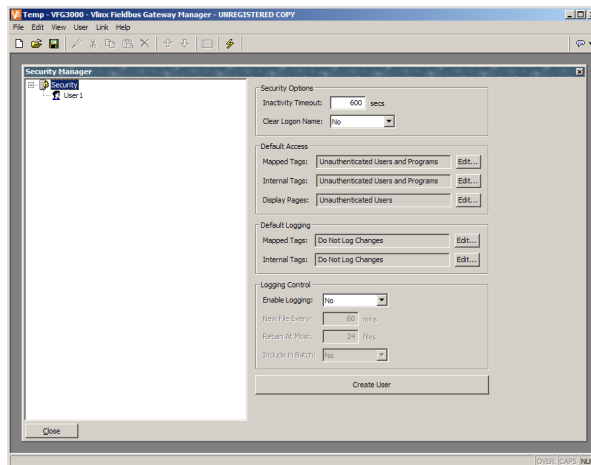 Temp - VFG3000 - Vlinx Fieldbus Gateway Manager - UNREGISTERED COPY
File Edit View User Link Help
Security Manager
Security
User1
Security Options
Inactivity Timeout: 600 secs
Clear Logon Name: No
Default Access
Mapped Tags: Unauthenticated Users and Programs Edit...
Internal Tags: Unauthenticated Users and Programs Edit...
Display Pages: Unauthenticated Users Edit...
Default Logging
Mapped Tags: Do Not Log Changes Edit...
Internal Tags: Do Not Log Changes Edit...
Logging Control
Enable Logging: No
New File Every: 60 mins
Retain At Most: 24 files
Include in Batch: No
Create User
Close
OVER CAPS NU